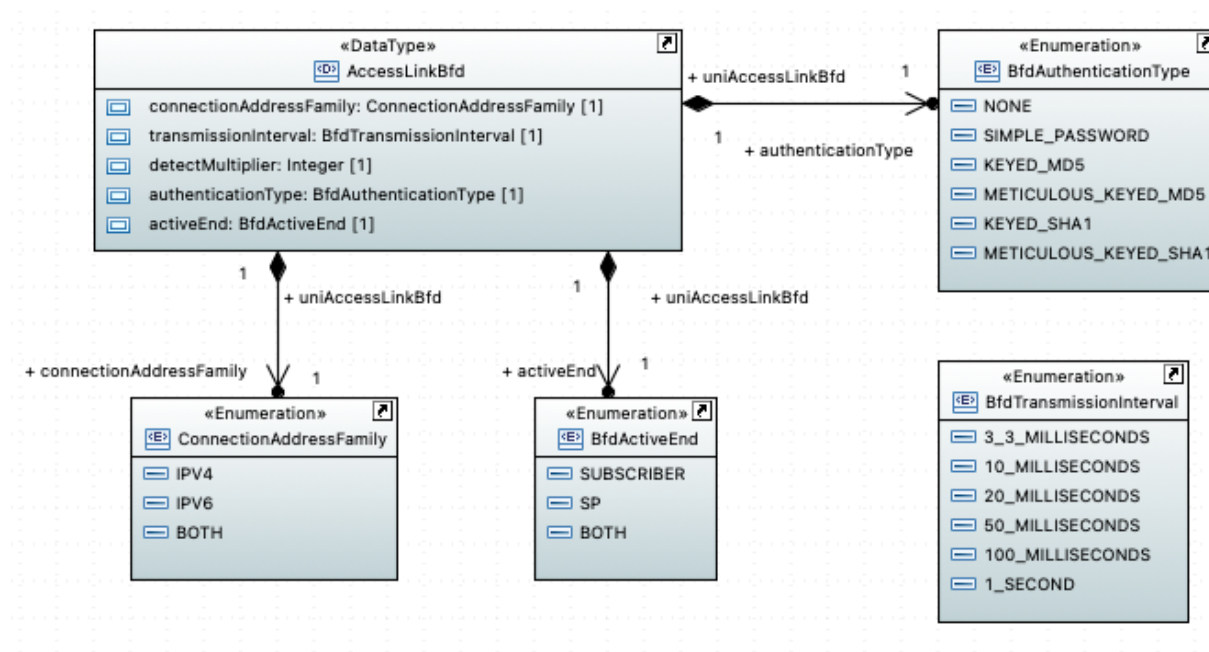 «DataType»
AccessLinkBfd
connectionAddressFamily: ConnectionAddressFamily [1]
transmissionInterval: BfdTransmissionInterval [1]
detectMultiplier: Integer [1]
authenticationType: BfdAuthenticationType [1]
activeEnd: BfdActiveEnd [1]
+ uniAccessLinkBfd
1
1
+ authenticationType
«Enumeration»
BfdAuthenticationType
NONE
SIMPLE_PASSWORD
KEYED_MD5
METICULOUS_KEYED_MD5
KEYED_SHA1
METICULOUS_KEYED_SHA1
1
+ uniAccessLinkBfd
+ connectionAddressFamily
1
1
+ uniAccessLinkBfd
+ activeEnd
1
«Enumeration»
ConnectionAddressFamily
IPV4
IPV6
BOTH
«Enumeration»
BfdActiveEnd
SUBSCRIBER
SP
BOTH
«Enumeration»
BfdTransmissionInterval
3_3_MILLISECONDS
10_MILLISECONDS
20_MILLISECONDS
50_MILLISECONDS
100_MILLISECONDS
1_SECOND